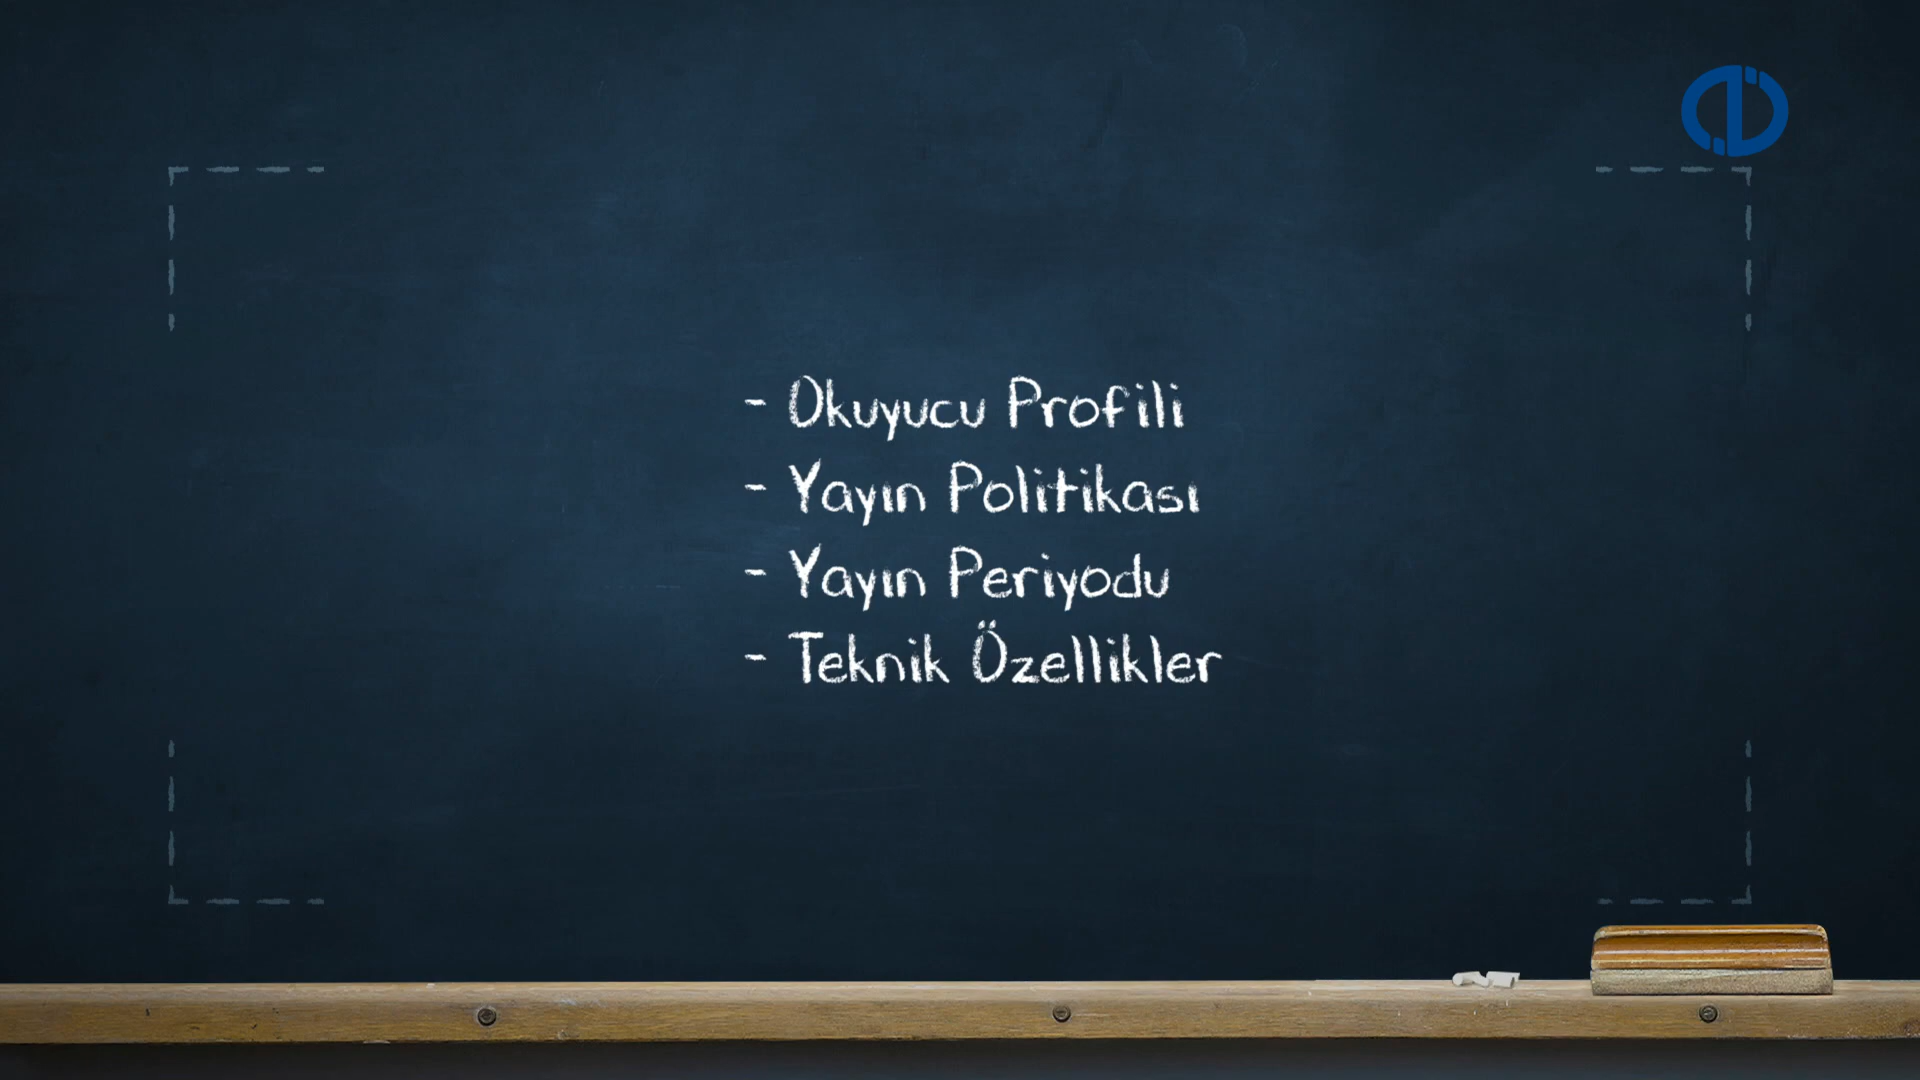 - Okuyucu Profili
- Yayın Politikası
- Yayın Periyodu
- Teknik Özellikler